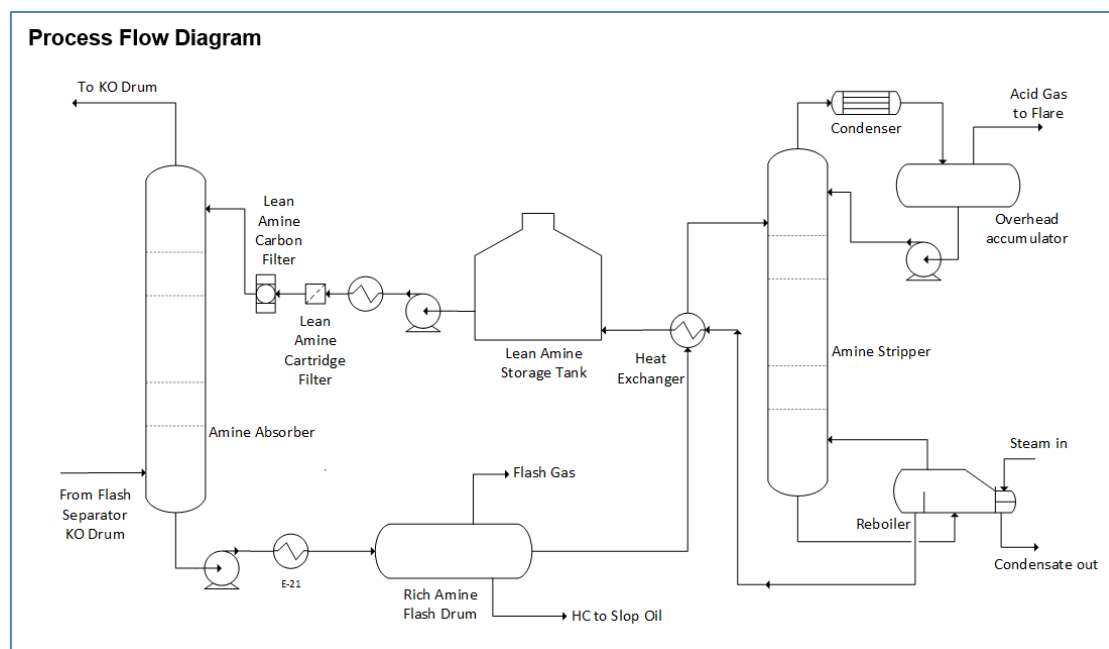 Process Flow Diagram
To KO Drum
Acid Gas
to Flare
Condenser
Lean
Amine
Carbon
Filter
Overhead
accumulator
Lean
Amine
Cartridge
Filter
Lean Amine
Storage Tank
Heat
Exchanger
Amine Stripper
Amine Absorber
Steam in
Flash Gas
From Flash
Separator
KO Drum
Reboiler
Condensate out
E-21
Rich Amine
Flash Drum
HC to Slop Oil